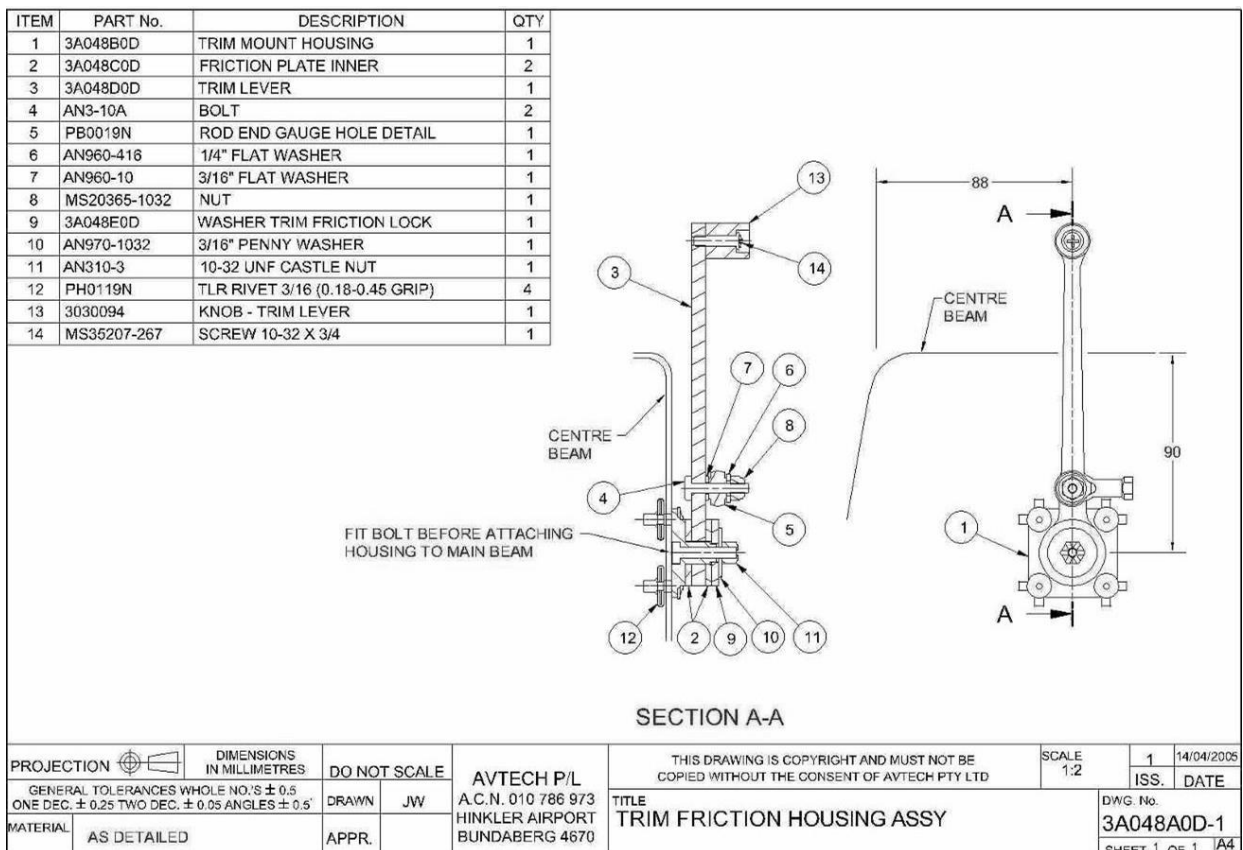 ITEM PART No. DESCRIPTION QTY
1 3A048B0D TRIM MOUNT HOUSING 1
2 3A048C0D FRICTION PLATE INNER 2
3 3A048D0D TRIM LEVER 1
4 AN3-10A BOLT 2
5 PB0019N ROD END GAUGE HOLE DETAIL 1
6 AN960-416 1/4" FLAT WASHER 1
7 AN960-10 3/16" FLAT WASHER 1
8 MS20365-1032 NUT 1
9 3A048E0D WASHER TRIM FRICTION LOCK 1
10 AN970-1032 3/16" PENNY WASHER 1
11 AN310-3 10-32 UNF CASTLE NUT 1
12 PH0119N TLR RIVET 3/16 (0.18-0.45 GRIP) 4
13 3030094 KNOB - TRIM LEVER 1
14 MS35207-267 SCREW 10-32 X 3/4 1
13
88
A
3
14
CENTRE
BEAM
7
6
CENTRE
BEAM
8
90
4
FIT BOLT BEFORE ATTACHING
HOUSING TO MAIN BEAM
5
1
A
12
2
9
10
11
SECTION A-A
PROJECTION
DIMENSIONS
IN MILLIMETRES
GENERAL TOLERANCES WHOLE NO.'S ± 0.5
ONE DEC. ± 0.25 TWO DEC. ± 0.05 ANGLES ± 0.5°
MATERIAL AS DETAILED
DO NOT SCALE
DRAWN JW
APPR.
AVTECH P/L
A.C.N. 010 786 973
HINKLER AIRPORT
BUNDABERG 4670
THIS DRAWING IS COPYRIGHT AND MUST NOT BE
COPIED WITHOUT THE CONSENT OF AVTECH PTY LTD
TITLE
TRIM FRICTION HOUSING ASSY
SCALE
1:2
1 14/04/2005
ISS. DATE
DWG. No.
3A048A0D-1
SHEET 1 OF 1 A4